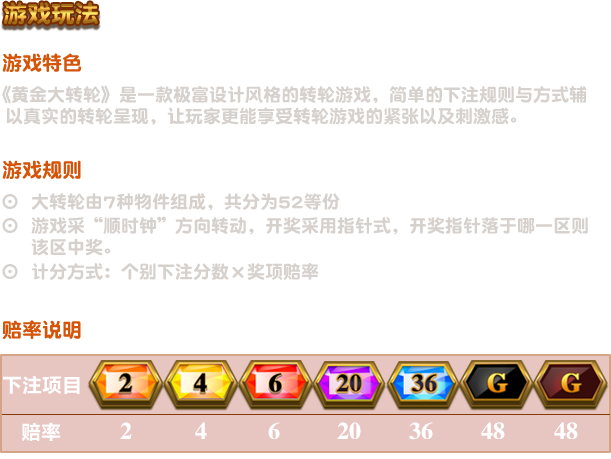 游戏玩法
游戏特色
《黄金大转轮》是一款极富设计风格的转轮游戏，简单的下注规则与方式辅
以真实的转轮呈现，让玩家更能享受转轮游戏的紧张以及刺激感。
游戏规则
⊙ 大转轮由7种物件组成，共分为52等份
⊙ 游戏采“顺时钟”方向转动，开奖采用指针式，开奖指针落于哪一区则
该区中奖。
⊙ 计分方式：个别下注分数×奖项赔率
赔率说明
下注项目 2 4 6 20 36 G G
赔率 2 4 6 20 36 48 48